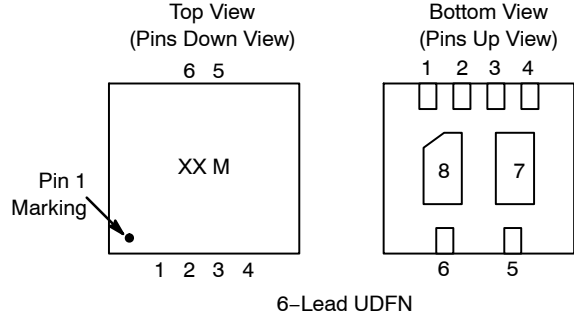 Top View
(Pins Down View)
6 5
XX M
Pin 1
Marking
1 2 3 4
Bottom View
(Pins Up View)
1 2 3 4
8 7
6 5
6–Lead UDFN